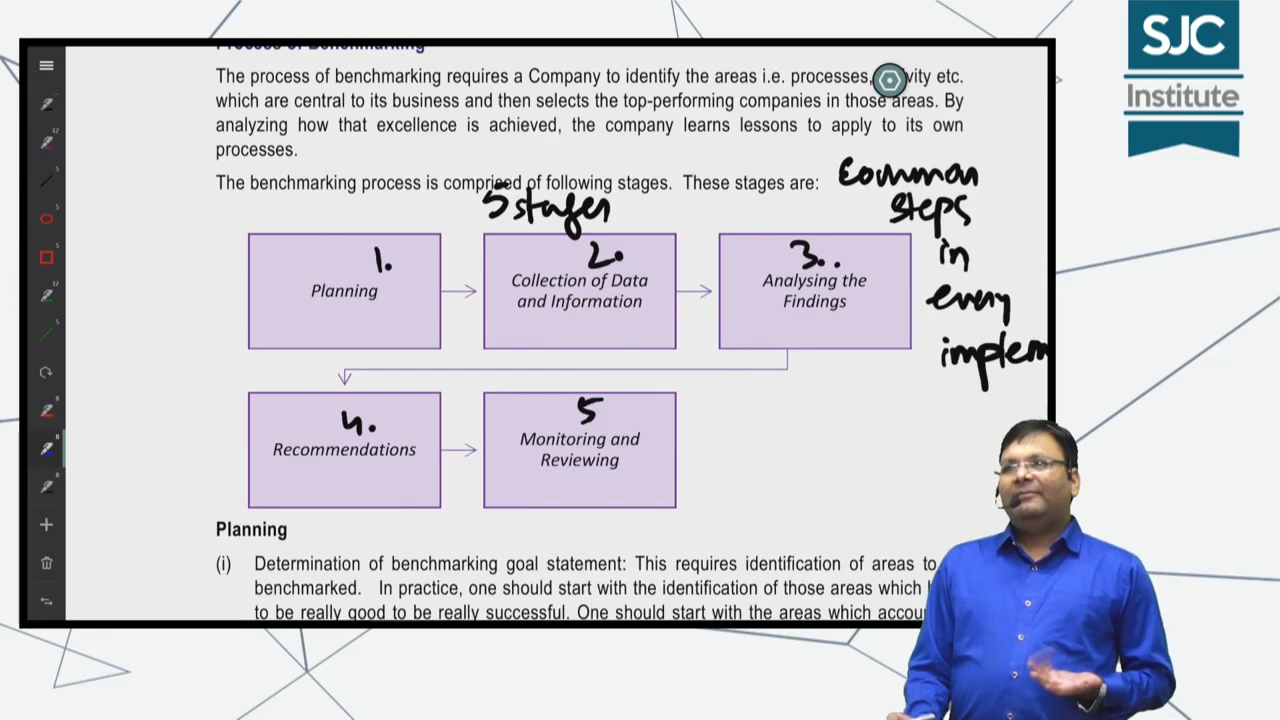 SJC
Institute
Process of Benchmarking
The process of benchmarking requires a Company to identify the areas i.e. processes, vity etc.
which are central to its business and then selects the top-performing companies in those areas. By
analyzing how that excellence is achieved, the company learns lessons to apply to its own
processes.
The benchmarking process is comprised of following stages. These stages are:
common
steps
in
every
implem
5 stages
1.
Planning
2.
Collection of Data
and Information
3..
Analysing the
Findings
4.
Recommendations
5
Monitoring and
Reviewing
Planning
(i) Determination of benchmarking goal statement: This requires identification of areas to
benchmarked. In practice, one should start with the identification of those areas which
to be really good to be really successful. One should start with the areas which accou